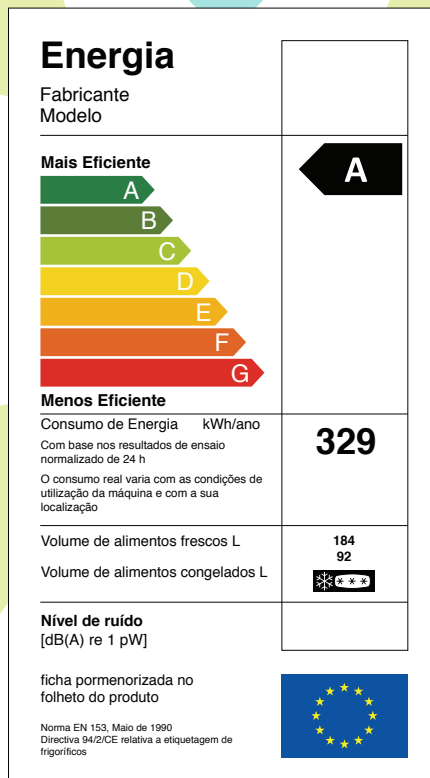 Energia
Fabricante
Modelo
Mais Eficiente
A
A
B
C
D
E
F
G
Menos Eficiente
Consumo de Energia kWh/ano
329
Com base nos resultados de ensaio
normalizado de 24 h
O consumo real varia com as condições de
utilização da máquina e com a sua
localização
Volume de alimentos frescos L
184
92
Volume de alimentos congelados L
Nível de ruído
[dB(A) re 1 pW]
ficha pormenorizada no
folheto do produto
Norma EN 153, Maio de 1990
Directiva 94/2/CE relativa a etiquetagem de
frigoríficos